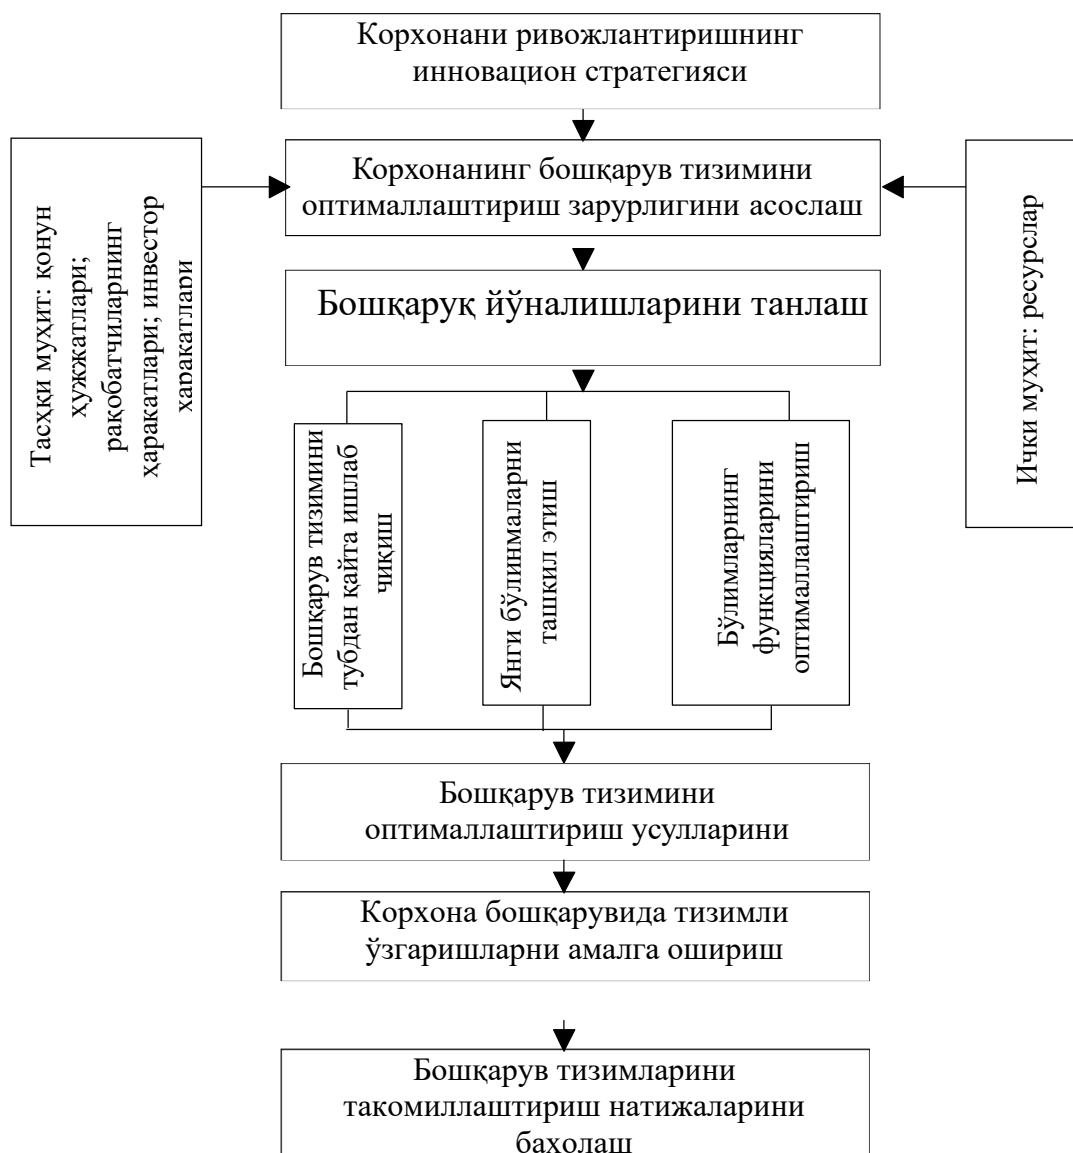 Корхонани ривожлантиришнинг
инновацион стратегияси
Корхонанинг бошқарув тизимини
оптималлаштириш зарурлигини асослаш
Тасҳқи муҳит: қонун
ҳужжатлари;
рақобатчиларнинг
ҳаракатлари; инвестор
ҳаракатлари
Ички муҳит: ресурслар
Бошқаруқ йўналишларини танлаш
Бошқарув тизимини
тубдан қайта ишлаб
чиқиш
Янги бўлинмаларни
ташкил этиш
Бўлимларнинг
функцияларини
оптималлаштириш
Бошқарув тизимини
оптималлаштириш усулларини
Корхона бошқарувида тизимли
ўзгаришларни амалга ошириш
Бошқарув тизимларини
такомиллаштириш натижаларини
баҳолаш